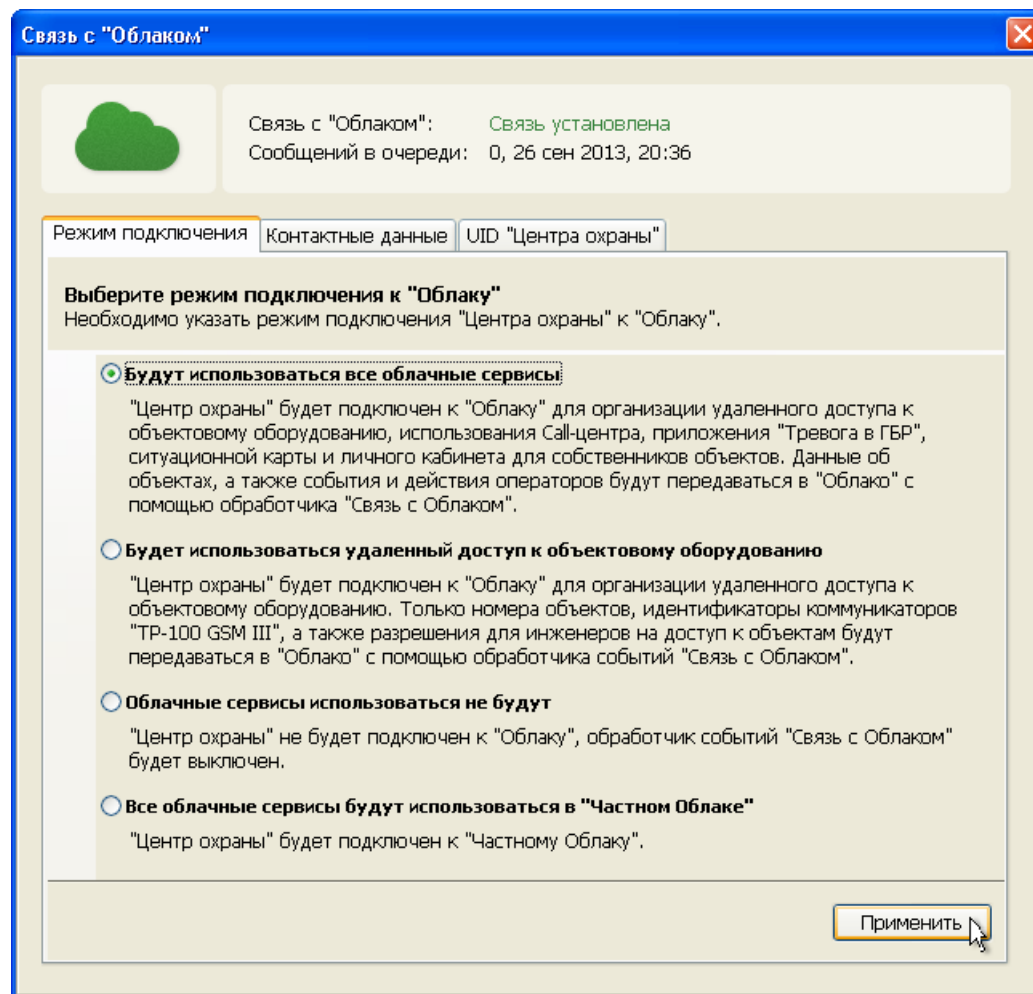 Связь с "Облаком"
Связь с "Облаком": Связь установлена
Сообщений в очереди: 0, 26 сен 2013, 20:36
Режим подключения Контактные данные UID "Центра охраны"
Выберите режим подключения к "Облаку"
Необходимо указать режим подключения "Центра охраны" к "Облаку".
Будут использоваться все облачные сервисы
"Центр охраны" будет подключен к "Облаку" для организации удаленного доступа к
объектовому оборудованию, использования Call-центра, приложения "Тревога в ГБР",
ситуационной карты и личного кабинета для собственников объектов. Данные об
объектах, а также события и действия операторов будут передаваться в "Облако" с
помощью обработчика "Связь с Облаком".
Будет использоваться удаленный доступ к объектовому оборудованию
"Центр охраны" будет подключен к "Облаку" для организации удаленного доступа к
объектовому оборудованию. Только номера объектов, идентификаторы коммуникаторов
"TP-100 GSM III", а также разрешения для инженеров на доступ к объектам будут
передаваться в "Облако" с помощью обработчика событий "Связь с Облаком".
Облачные сервисы использоваться не будут
"Центр охраны" не будет подключен к "Облаку", обработчик событий "Связь с Облаком"
будет выключен.
Все облачные сервисы будут использоваться в "Частном Облаке"
"Центр охраны" будет подключен к "Частному Облаку".
Применить